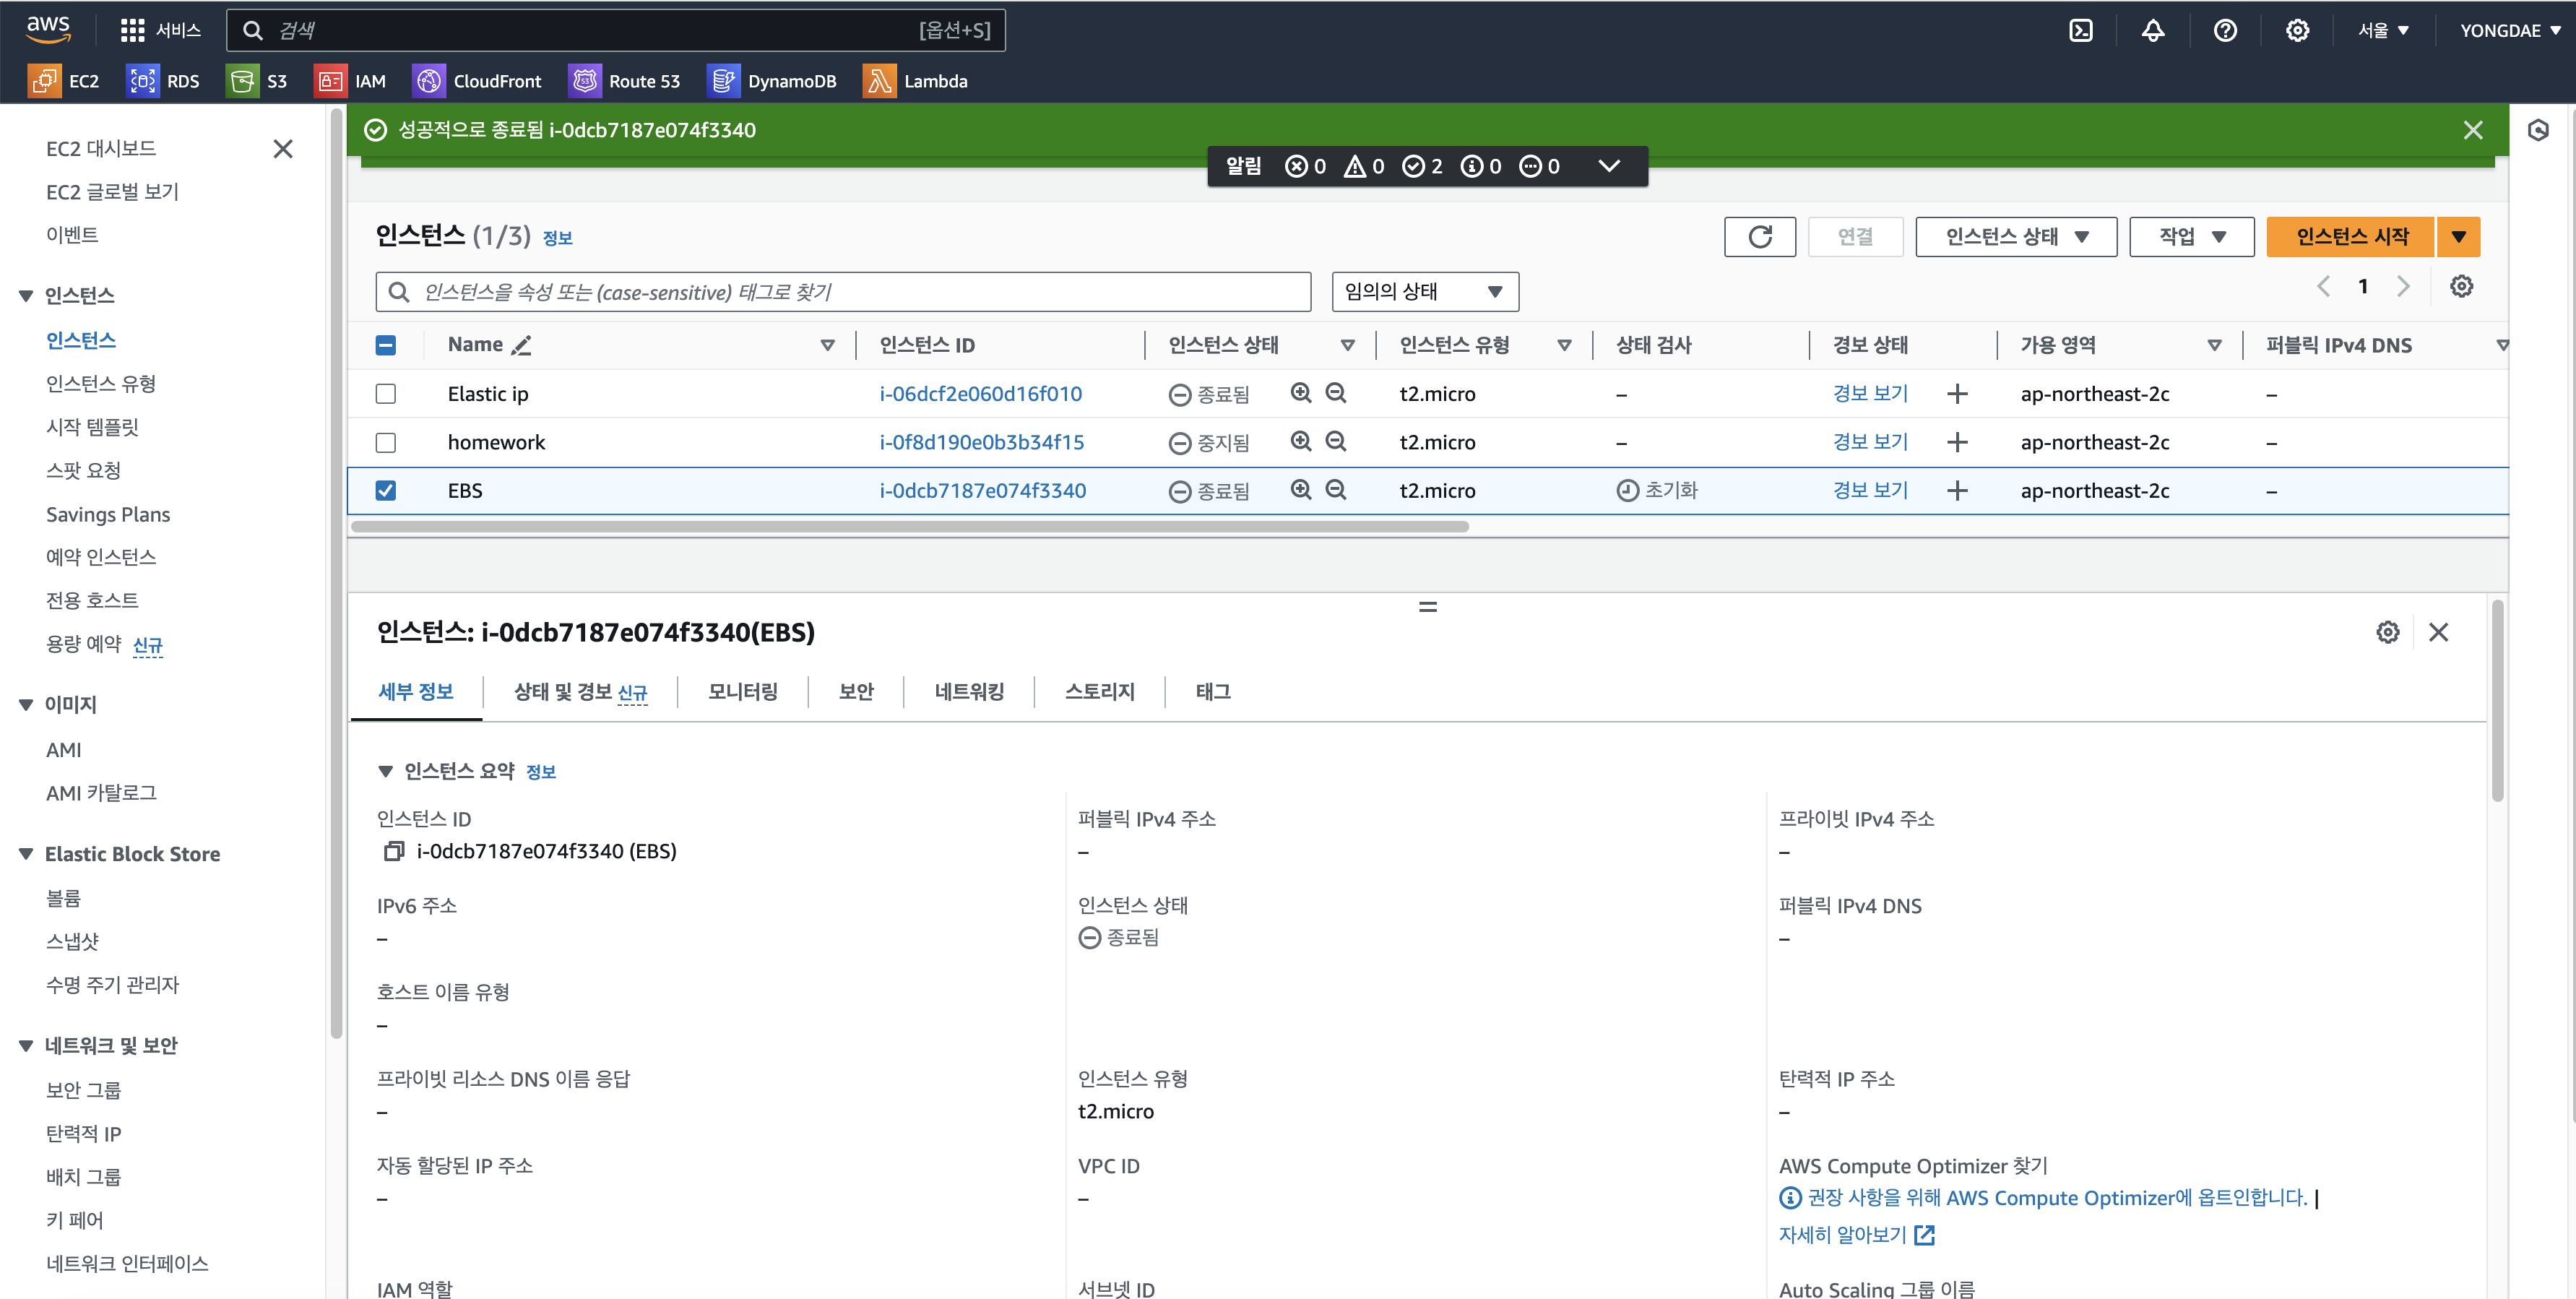 aws
서비스
검색
[옵션+S]
서울
YONGDAE
EC2
RDS
S3
IAM
CloudFront
Route 53
DynamoDB
Lambda
EC2 대시보드
EC2 글로벌 보기
이벤트
인스턴스
인스턴스
인스턴스 유형
시작 템플릿
스팟 요청
Savings Plans
예약 인스턴스
전용 호스트
용량 예약 신규
이미지
AMI
AMI 카탈로그
Elastic Block Store
볼륨
스냅샷
수명 주기 관리자
네트워크 및 보안
보안 그룹
탄력적 IP
배치 그룹
키 페어
네트워크 인터페이스
성공적으로 종료됨 i-0dcb7187e074f3340
알림 0 0 2 0 0
인스턴스 (1/3) 정보
연결
인스턴스 상태
작업
인스턴스 시작
인스턴스을 속성 또는 (case-sensitive) 태그로 찾기
임의의 상태
1
Name 인스턴스 ID 인스턴스 상태 인스턴스 유형 상태 검사 경보 상태 가용 영역 퍼블릭 IPv4 DNS
Elastic ip i-06dcf2e060d16f010 종료됨 t2.micro – 경보 보기 ap-northeast-2c –
homework i-0f8d190e0b3b34f15 중지됨 t2.micro – 경보 보기 ap-northeast-2c –
EBS i-0dcb7187e074f3340 종료됨 t2.micro 초기화 경보 보기 ap-northeast-2c –
인스턴스: i-0dcb7187e074f3340(EBS)
세부 정보
상태 및 경보 신규
모니터링
보안
네트워킹
스토리지
태그
인스턴스 요약 정보
인스턴스 ID
i-0dcb7187e074f3340 (EBS)
퍼블릭 IPv4 주소
–
프라이빗 IPv4 주소
–
IPv6 주소
–
인스턴스 상태
종료됨
퍼블릭 IPv4 DNS
–
호스트 이름 유형
–
프라이빗 리소스 DNS 이름 응답
–
인스턴스 유형
t2.micro
탄력적 IP 주소
–
자동 할당된 IP 주소
–
VPC ID
–
AWS Compute Optimizer 찾기
권장 사항을 위해 AWS Compute Optimizer에 옵트인합니다. |
자세히 알아보기
IAM 역할
서브넷 ID
Auto Scaling 그룹 이름